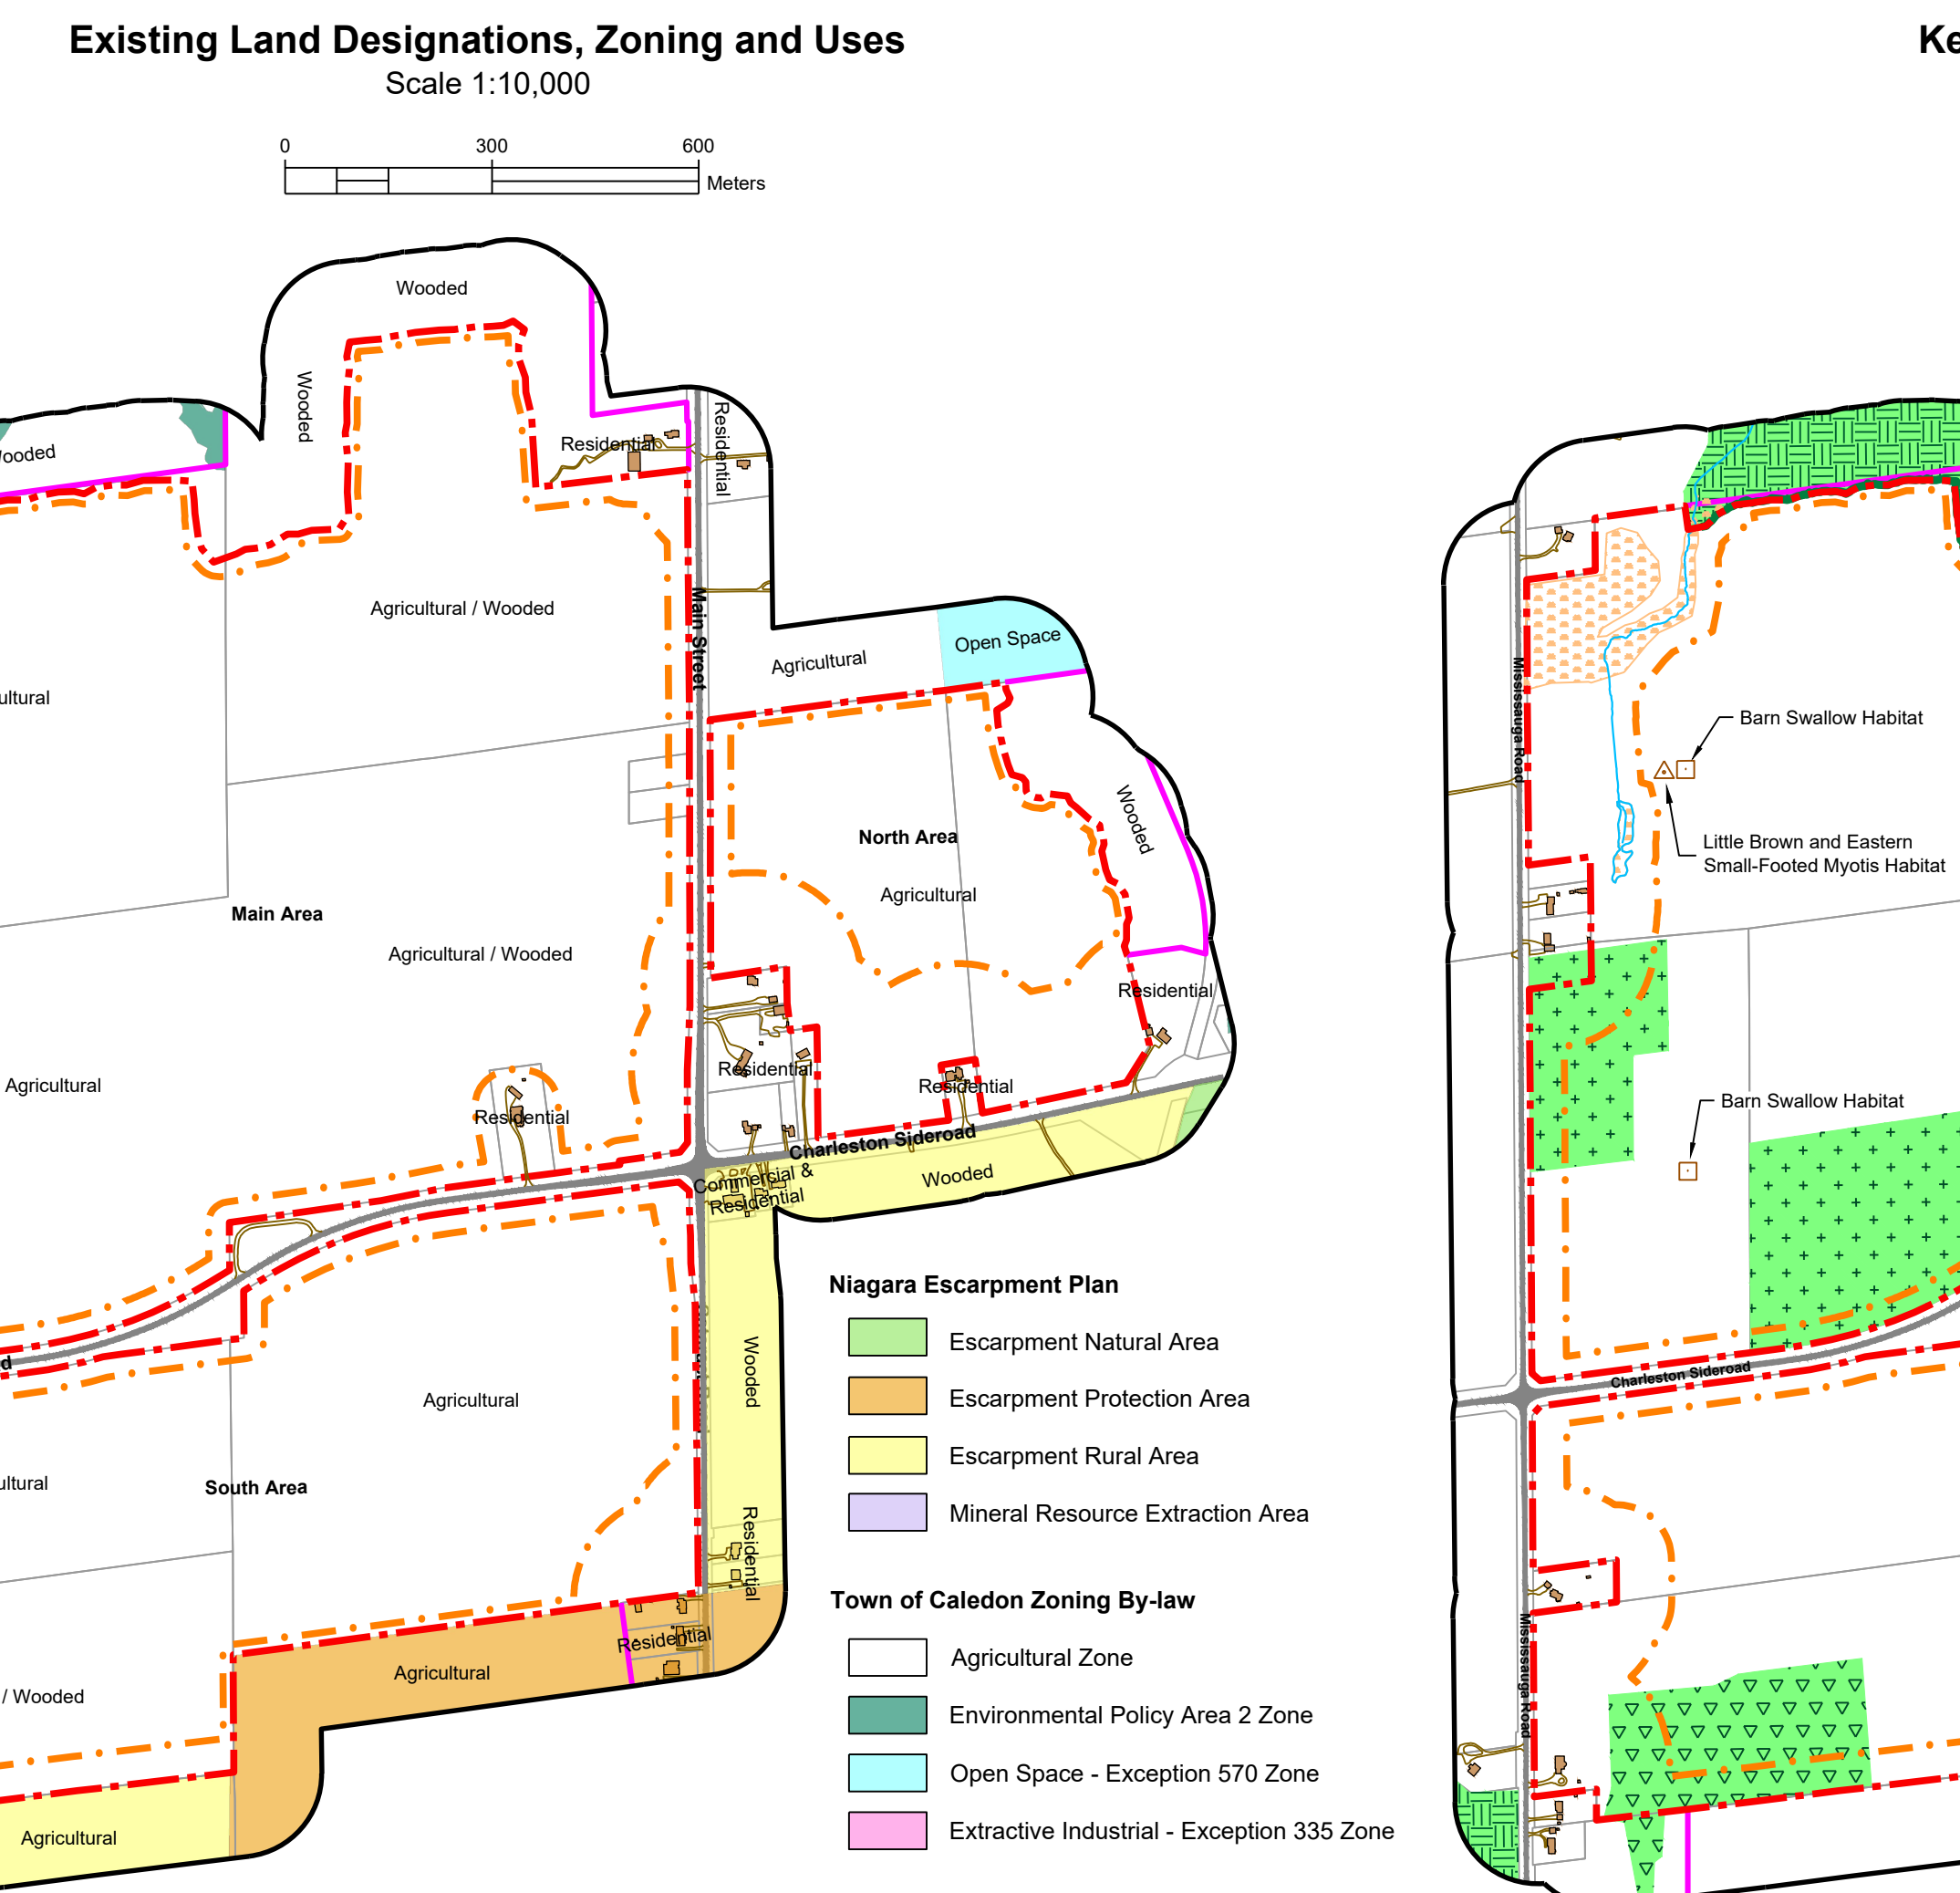 Existing Land Designations, Zoning and Uses
Scale 1:10,000
0 300 600
Meters
Ke
Wooded
Wooded
Wooded
Residential
Residential
Agricultural / Wooded
Main Street
Agricultural
Open Space
ultural
North Area
Agricultural
Wooded
Main Area
Agricultural / Wooded
Residential
Agricultural
Residential
Residential
Residential
Charleston Sideroad
Commercial &
Residential
Wooded
d
Agricultural
Wooded
ultural
South Area
Residential
Residential
Agricultural
/ Wooded
Agricultural
Niagara Escarpment Plan
Escarpment Natural Area
Escarpment Protection Area
Escarpment Rural Area
Mineral Resource Extraction Area
Town of Caledon Zoning By-law
Agricultural Zone
Environmental Policy Area 2 Zone
Open Space - Exception 570 Zone
Extractive Industrial - Exception 335 Zone
Mississauga Road
Barn Swallow Habitat
Little Brown and Eastern
Small-Footed Myotis Habitat
Barn Swallow Habitat
Charleston Sideroad
Mississauga Road